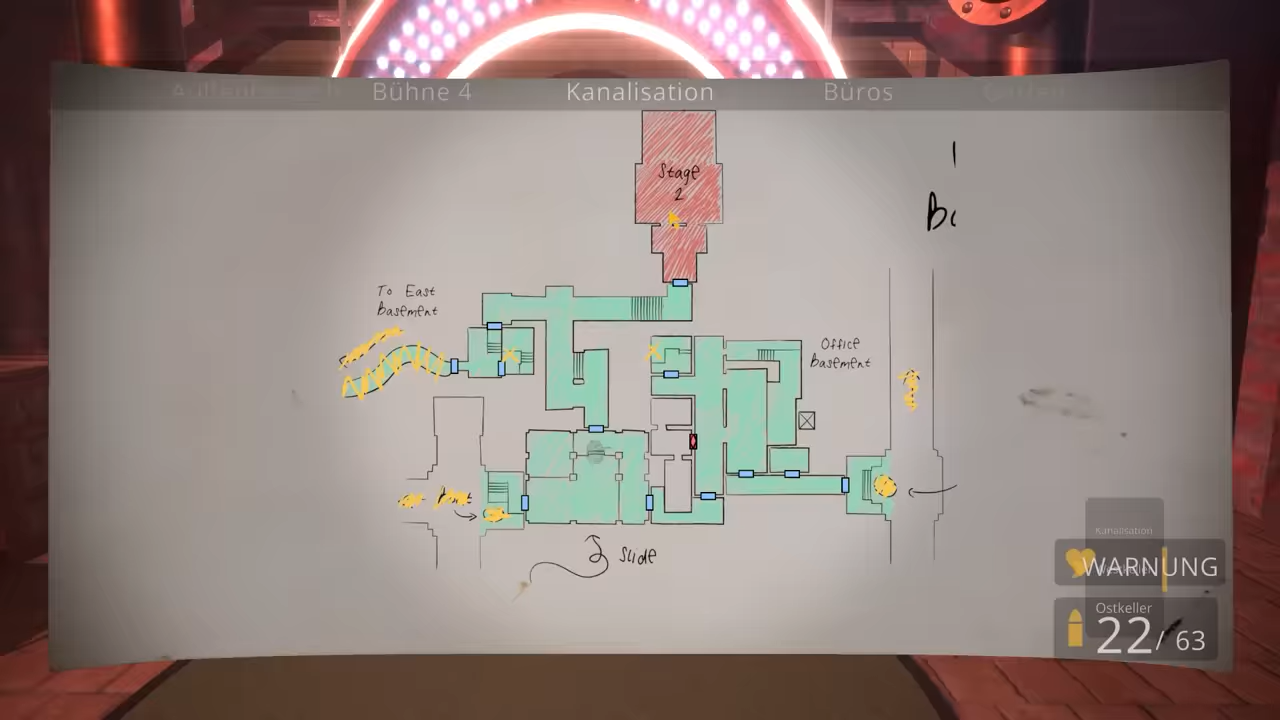 Bühne 4
Kanalisation
Büros
Stage
2
To East
Basement
Office
Basement
Slide
Kanalisation
WARNUNG
Ostkeller
22/ 63